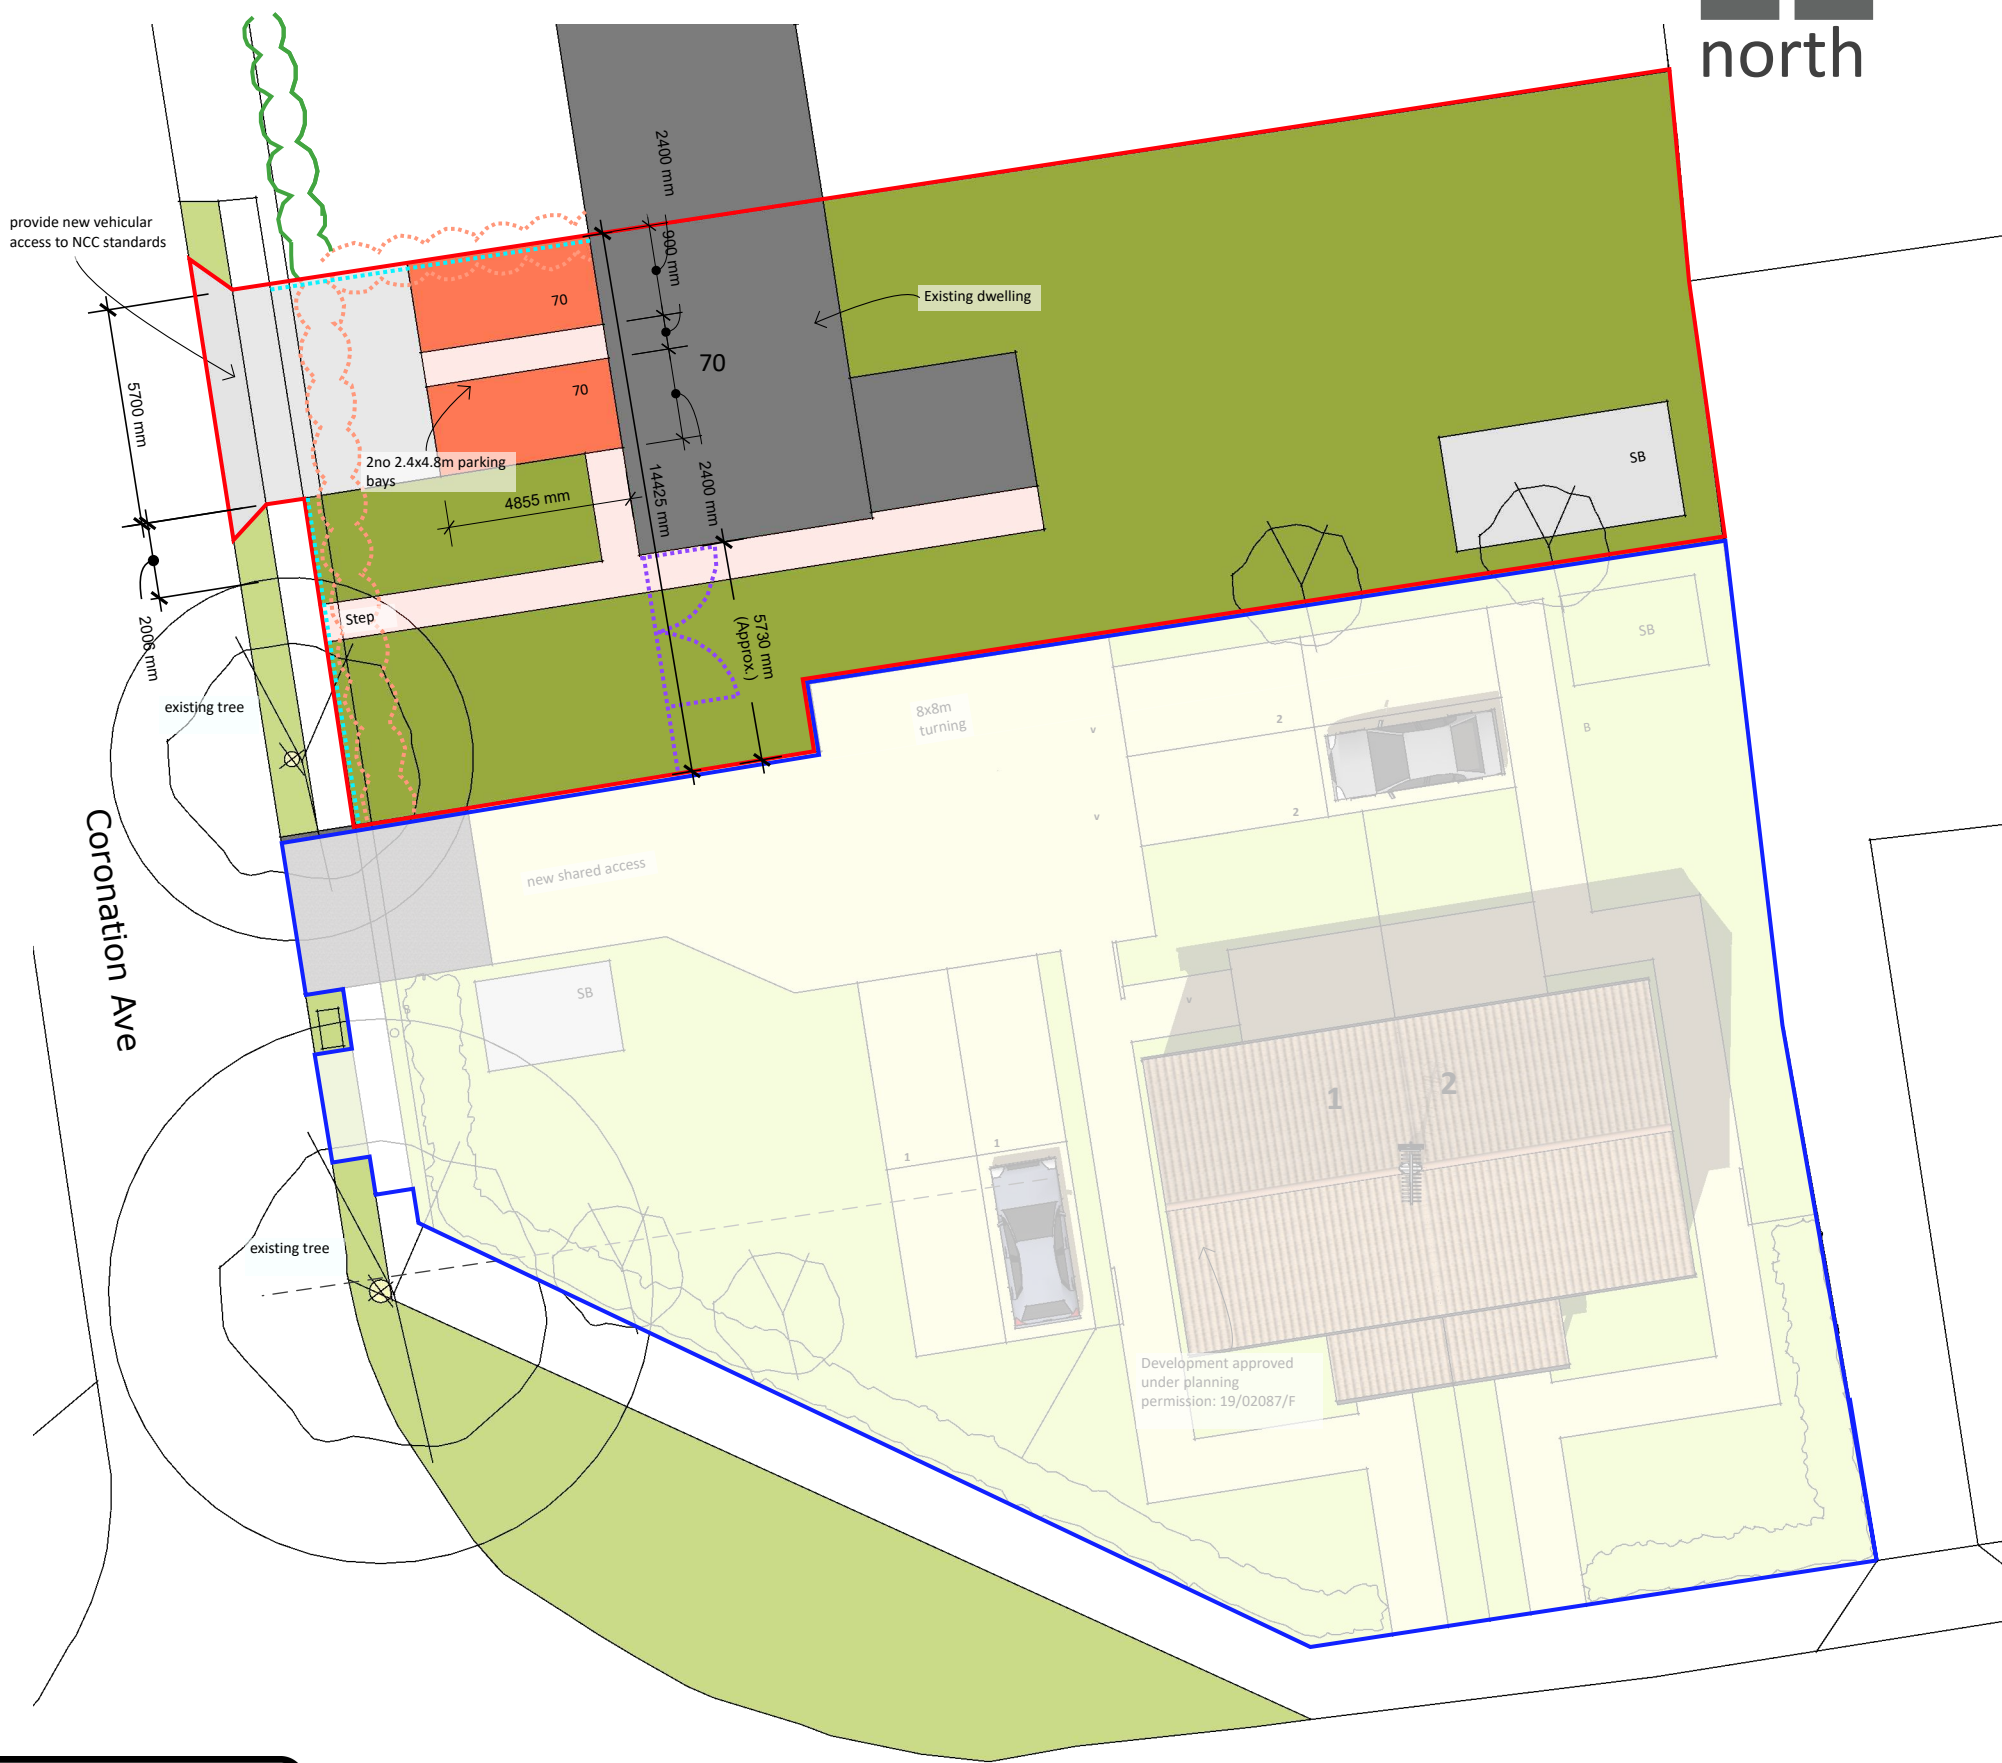 north
provide new vehicular
access to NCC standards
2400 mm
900 mm
Existing dwelling
70
70
70
5700 mm
2no 2.4x4.8m parking
bays
4855 mm
14425 mm
2400 mm
SB
Step
2006 mm
5730 mm
(Approx.)
existing tree
8x8m
turning
v
2
SB
B
2
v
Coronation Ave
new shared access
SB
v
1
2
1
1
existing tree
Development approved
under planning
permission: 19/02087/F